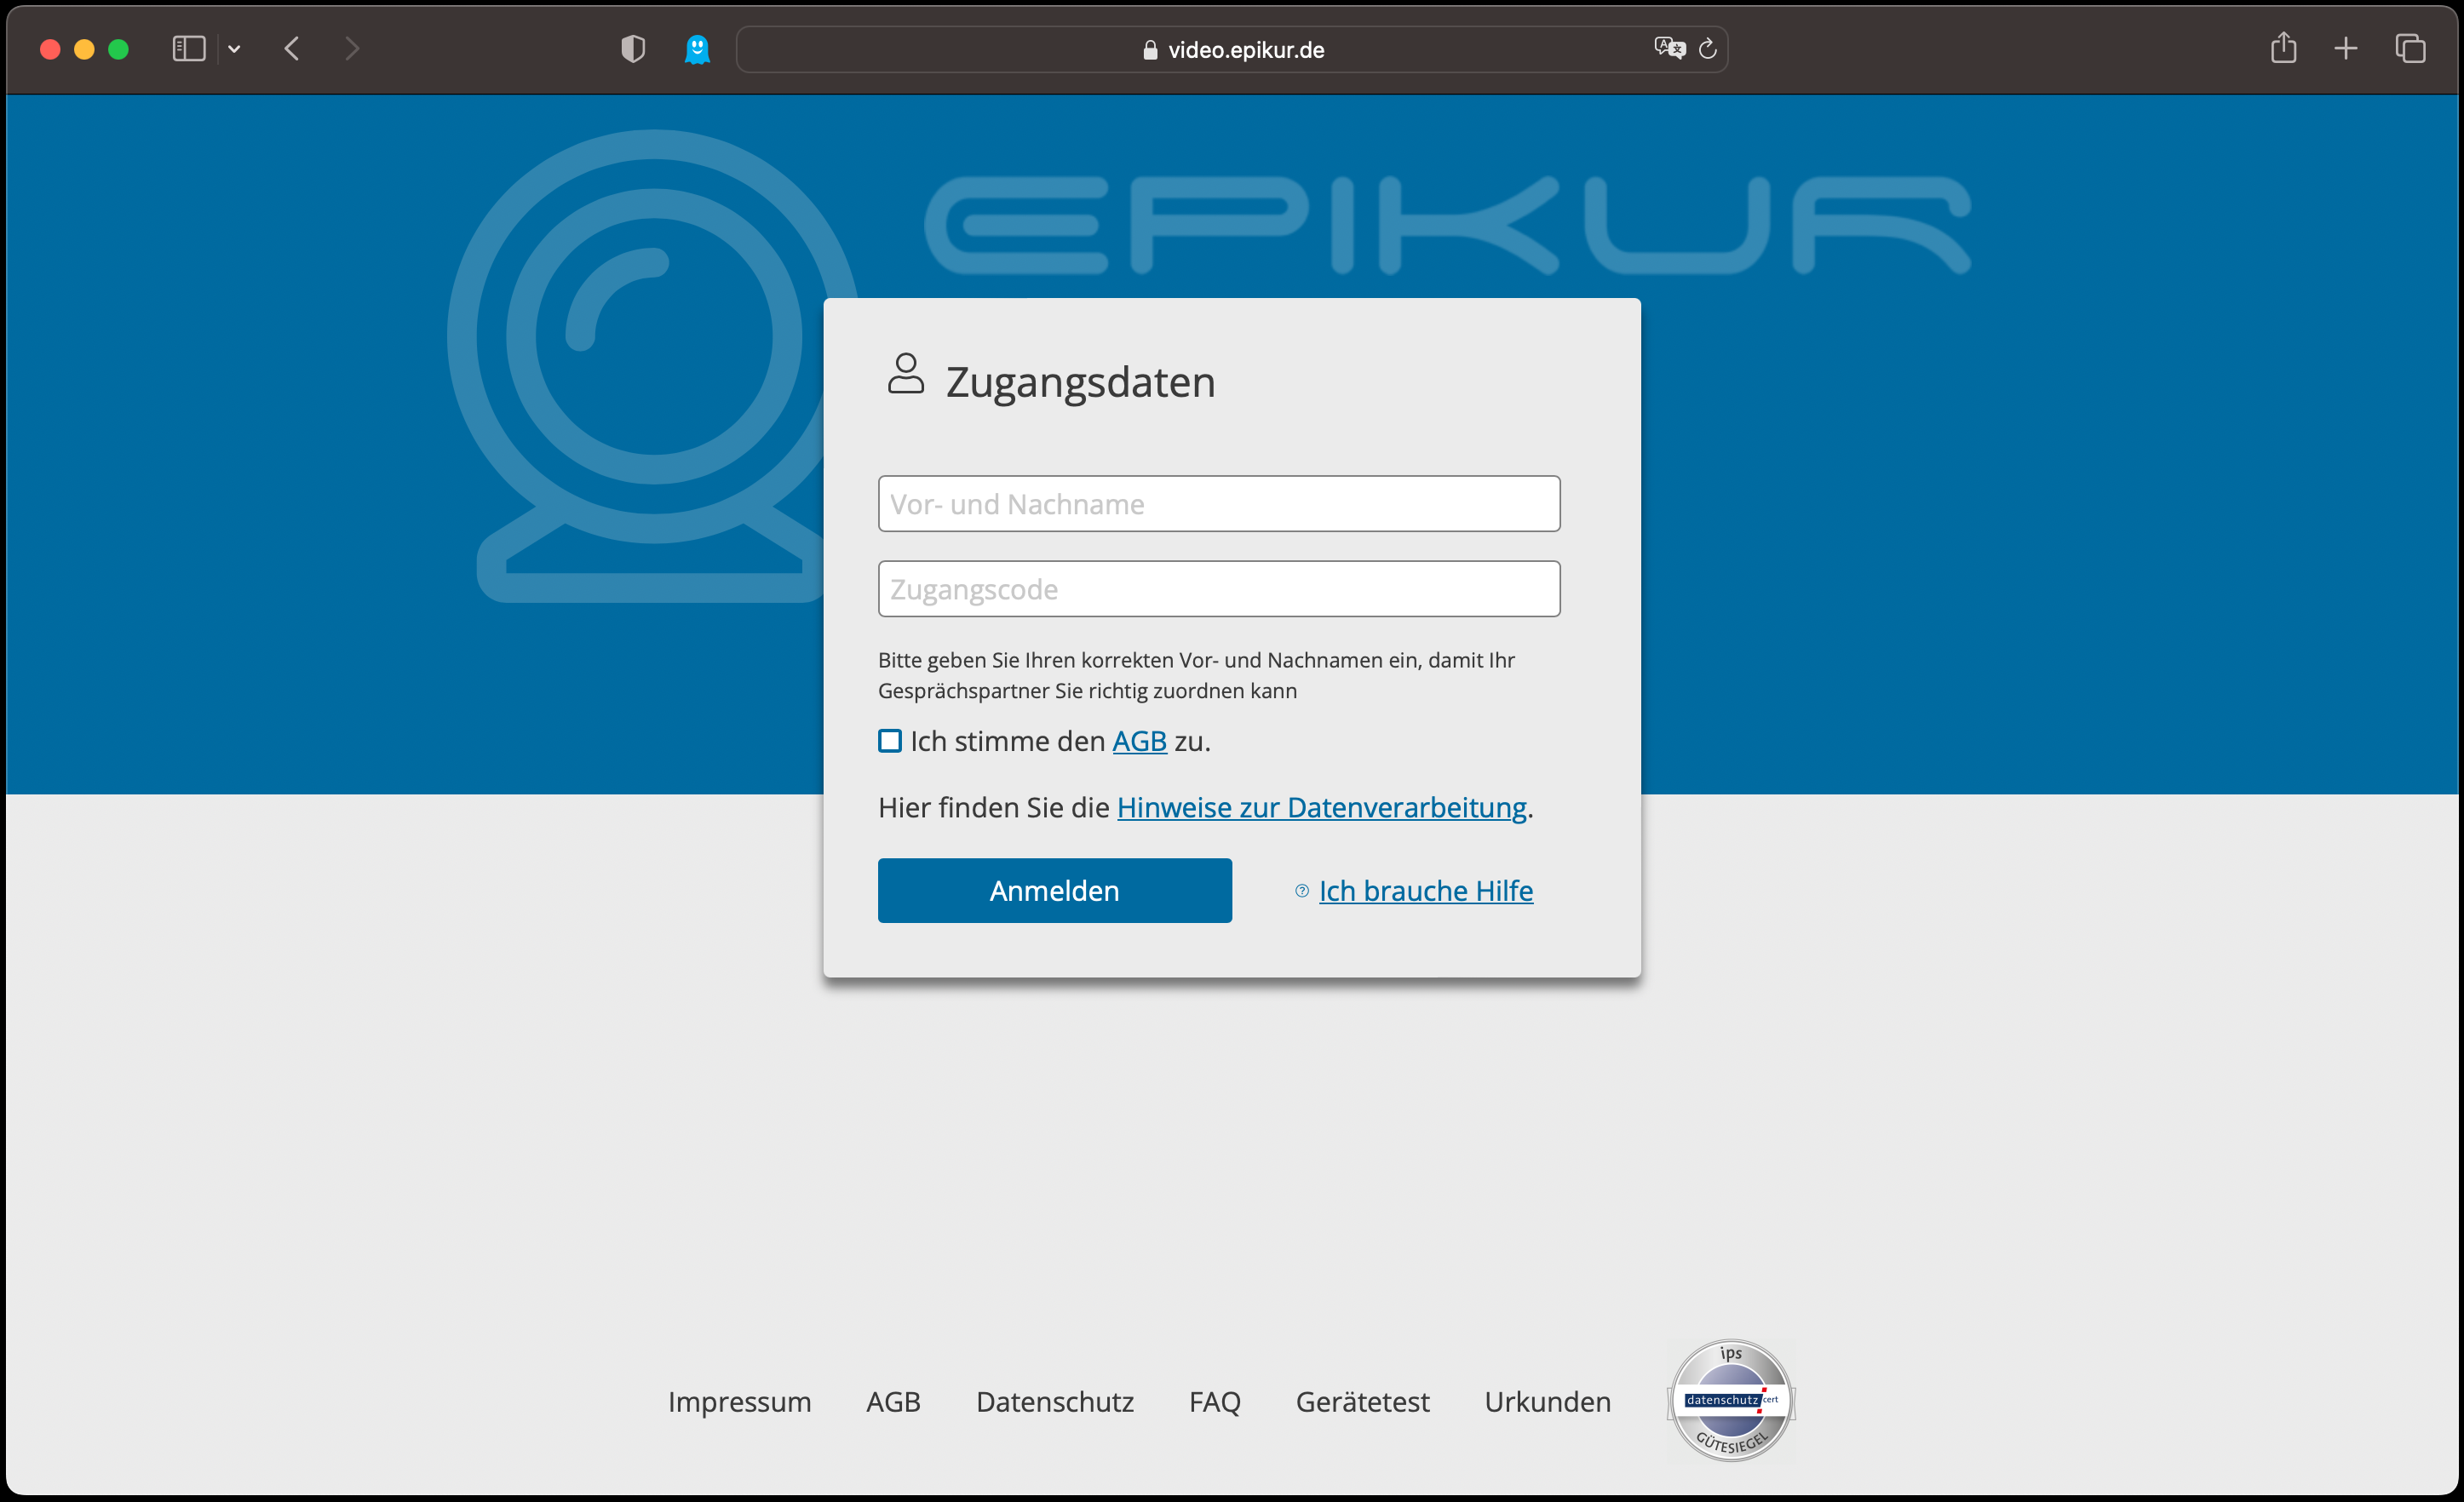 video.epikur.de
EPIKUR
Zugangsdaten
Vor- und Nachname
Zugangscode
Bitte geben Sie Ihren korrekten Vor- und Nachnamen ein, damit Ihr
Gesprächspartner Sie richtig zuordnen kann
Ich stimme den AGB zu.
Hier finden Sie die Hinweise zur Datenverarbeitung.
Anmelden
Ich brauche Hilfe
Impressum AGB Datenschutz FAQ Gerätetest Urkunden
ips
datenschutz cert
GÜTESIEGEL